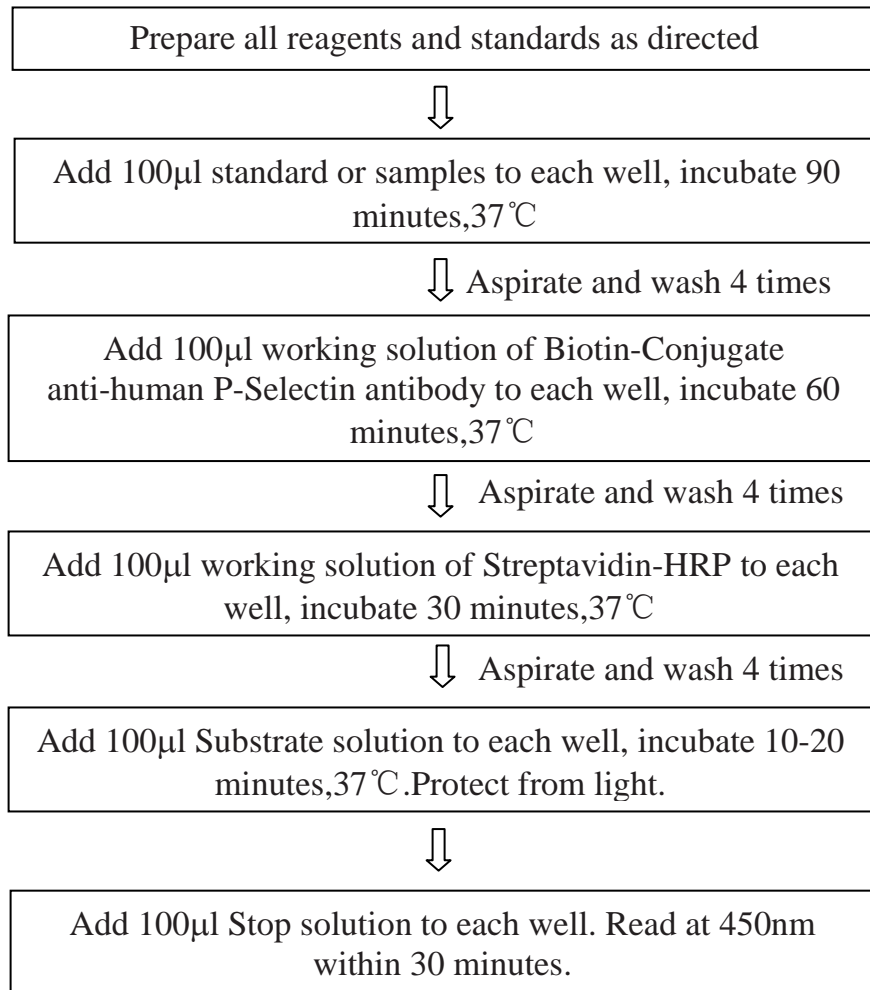 Prepare all reagents and standards as directed
Add 100μl standard or samples to each well, incubate 90
minutes,37℃
Aspirate and wash 4 times
Add 100μl working solution of Biotin-Conjugate
anti-human P-Selectin antibody to each well, incubate 60
minutes,37℃
Aspirate and wash 4 times
Add 100μl working solution of Streptavidin-HRP to each
well, incubate 30 minutes,37℃
Aspirate and wash 4 times
Add 100μl Substrate solution to each well, incubate 10-20
minutes,37℃.Protect from light.
Add 100μl Stop solution to each well. Read at 450nm
within 30 minutes.